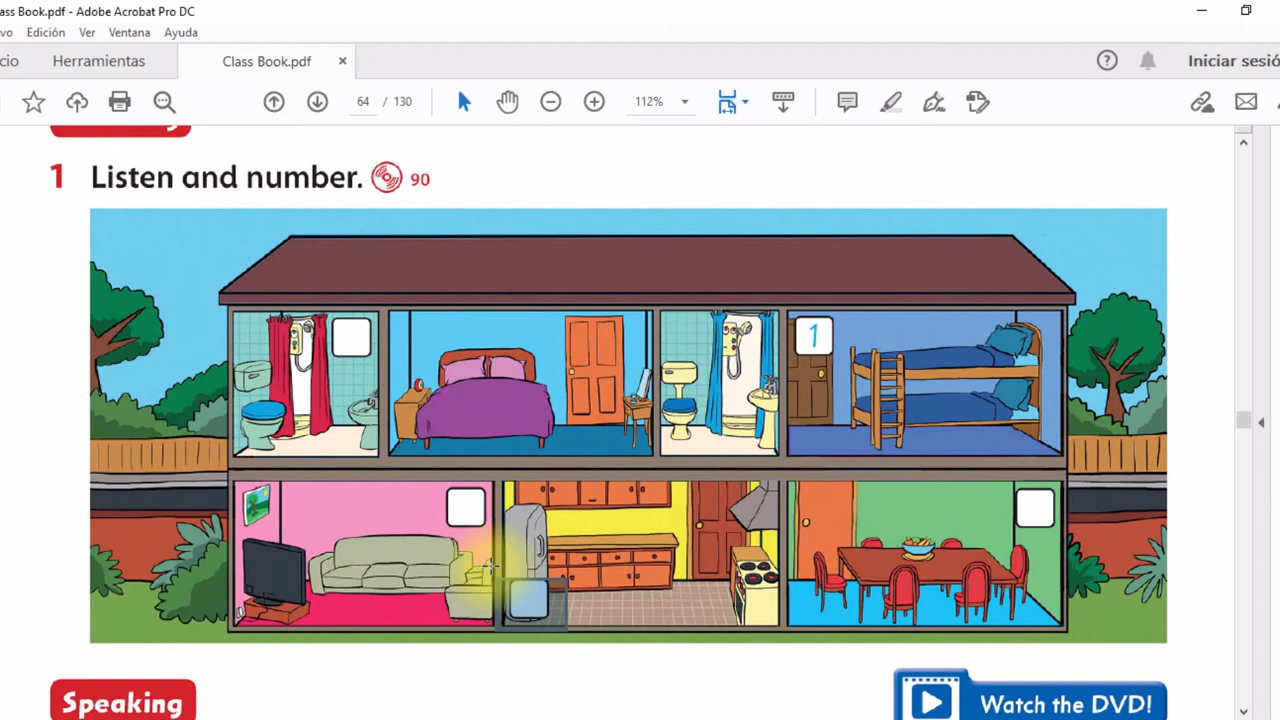 lass Book.pdf - Adobe Acrobat Pro DC
vo Edición Ver Ventana Ayuda
cio Herramientas Class Book.pdf × ? Iniciar sesió
64 / 130 112%
1 Listen and number. 90
1
Speaking
Watch the DVD!